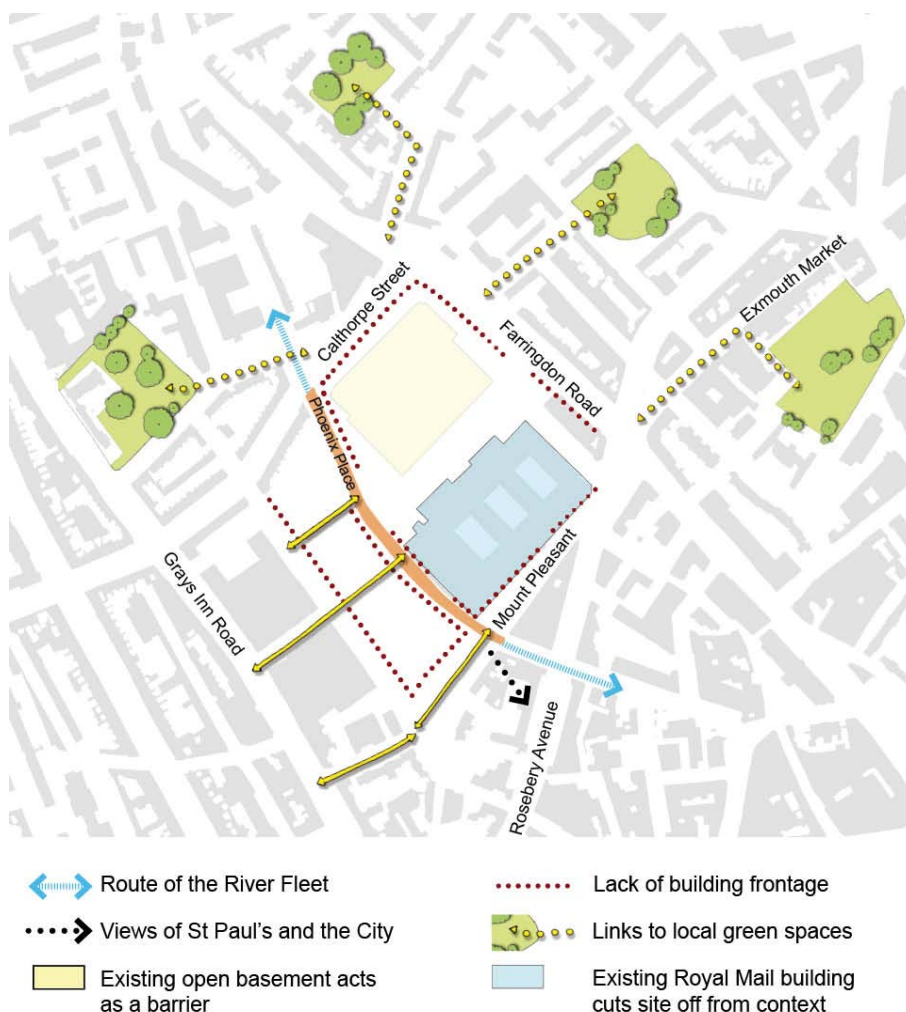 Exmouth Market
Calthorpe Street
Farringdon Road
Phoenix Place
Mount Pleasant
Grays Inn Road
Rosebery Avenue
Route of the River Fleet
Lack of building frontage
Views of St Paul's and the City
Links to local green spaces
Existing open basement acts
as a barrier
Existing Royal Mail building
cuts site off from context